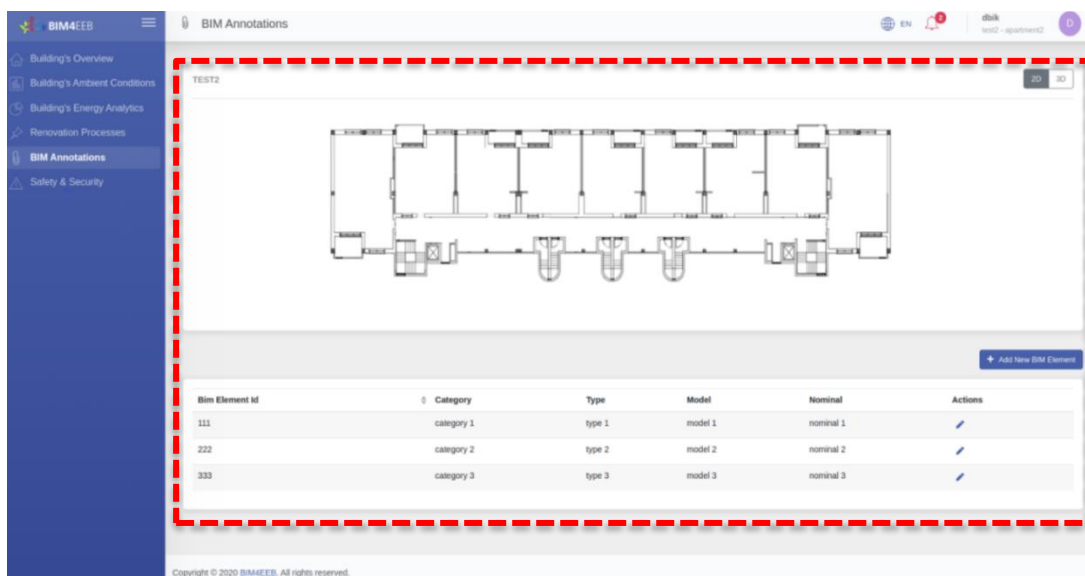 BIM4EEB
BIM Annotations
EN
2
dbik
test2 - apartment2
D
Building's Overview
Building's Ambient Conditions
Building's Energy Analytics
Renovation Processes
BIM Annotations
Safety & Security
TEST2
2D 3D
+ Add New BIM Element
Bim Element Id Category Type Model Nominal Actions
111 category 1 type 1 model 1 nominal 1
222 category 2 type 2 model 2 nominal 2
333 category 3 type 3 model 3 nominal 3
Copyright © 2020 BIM4EEB. All rights reserved.